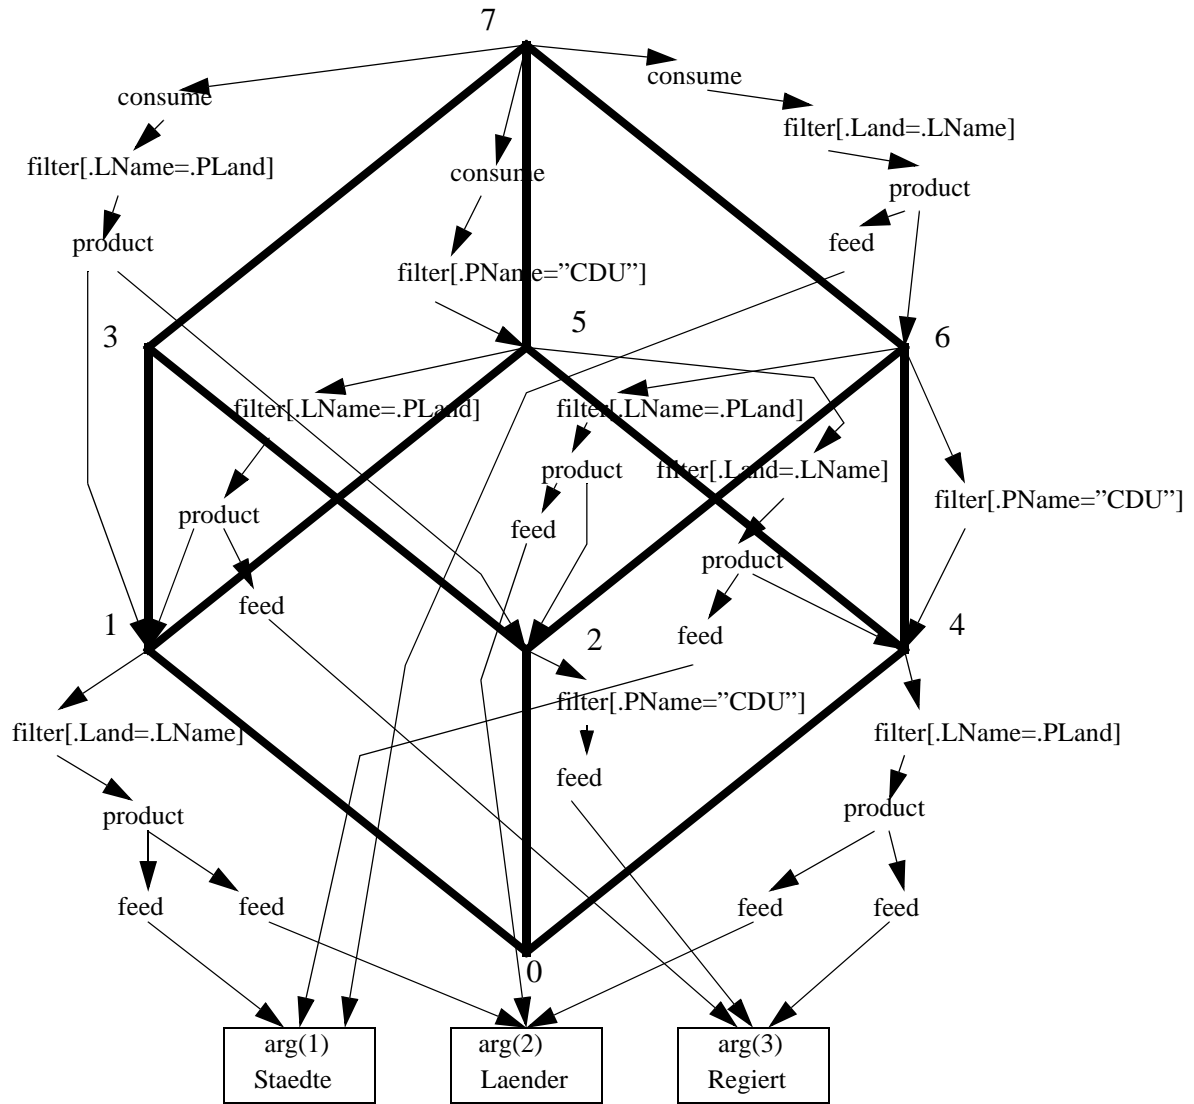 7
consume
consume
filter[.Land=.LName]
filter[.LName=.PLand]
consume
product
product
feed
filter[.PName=”CDU”]
3
5
6
filter[.LName=.PLand]
filter[.LName=.PLand]
product
filter[.Land=.LName]
filter[.PName=”CDU”]
product
feed
product
feed
1
2
4
feed
filter[.PName=”CDU”]
filter[.Land=.LName]
filter[.LName=.PLand]
feed
product
product
feed
feed
feed
feed
0
arg(1)
Staedte
arg(2)
Laender
arg(3)
Regiert